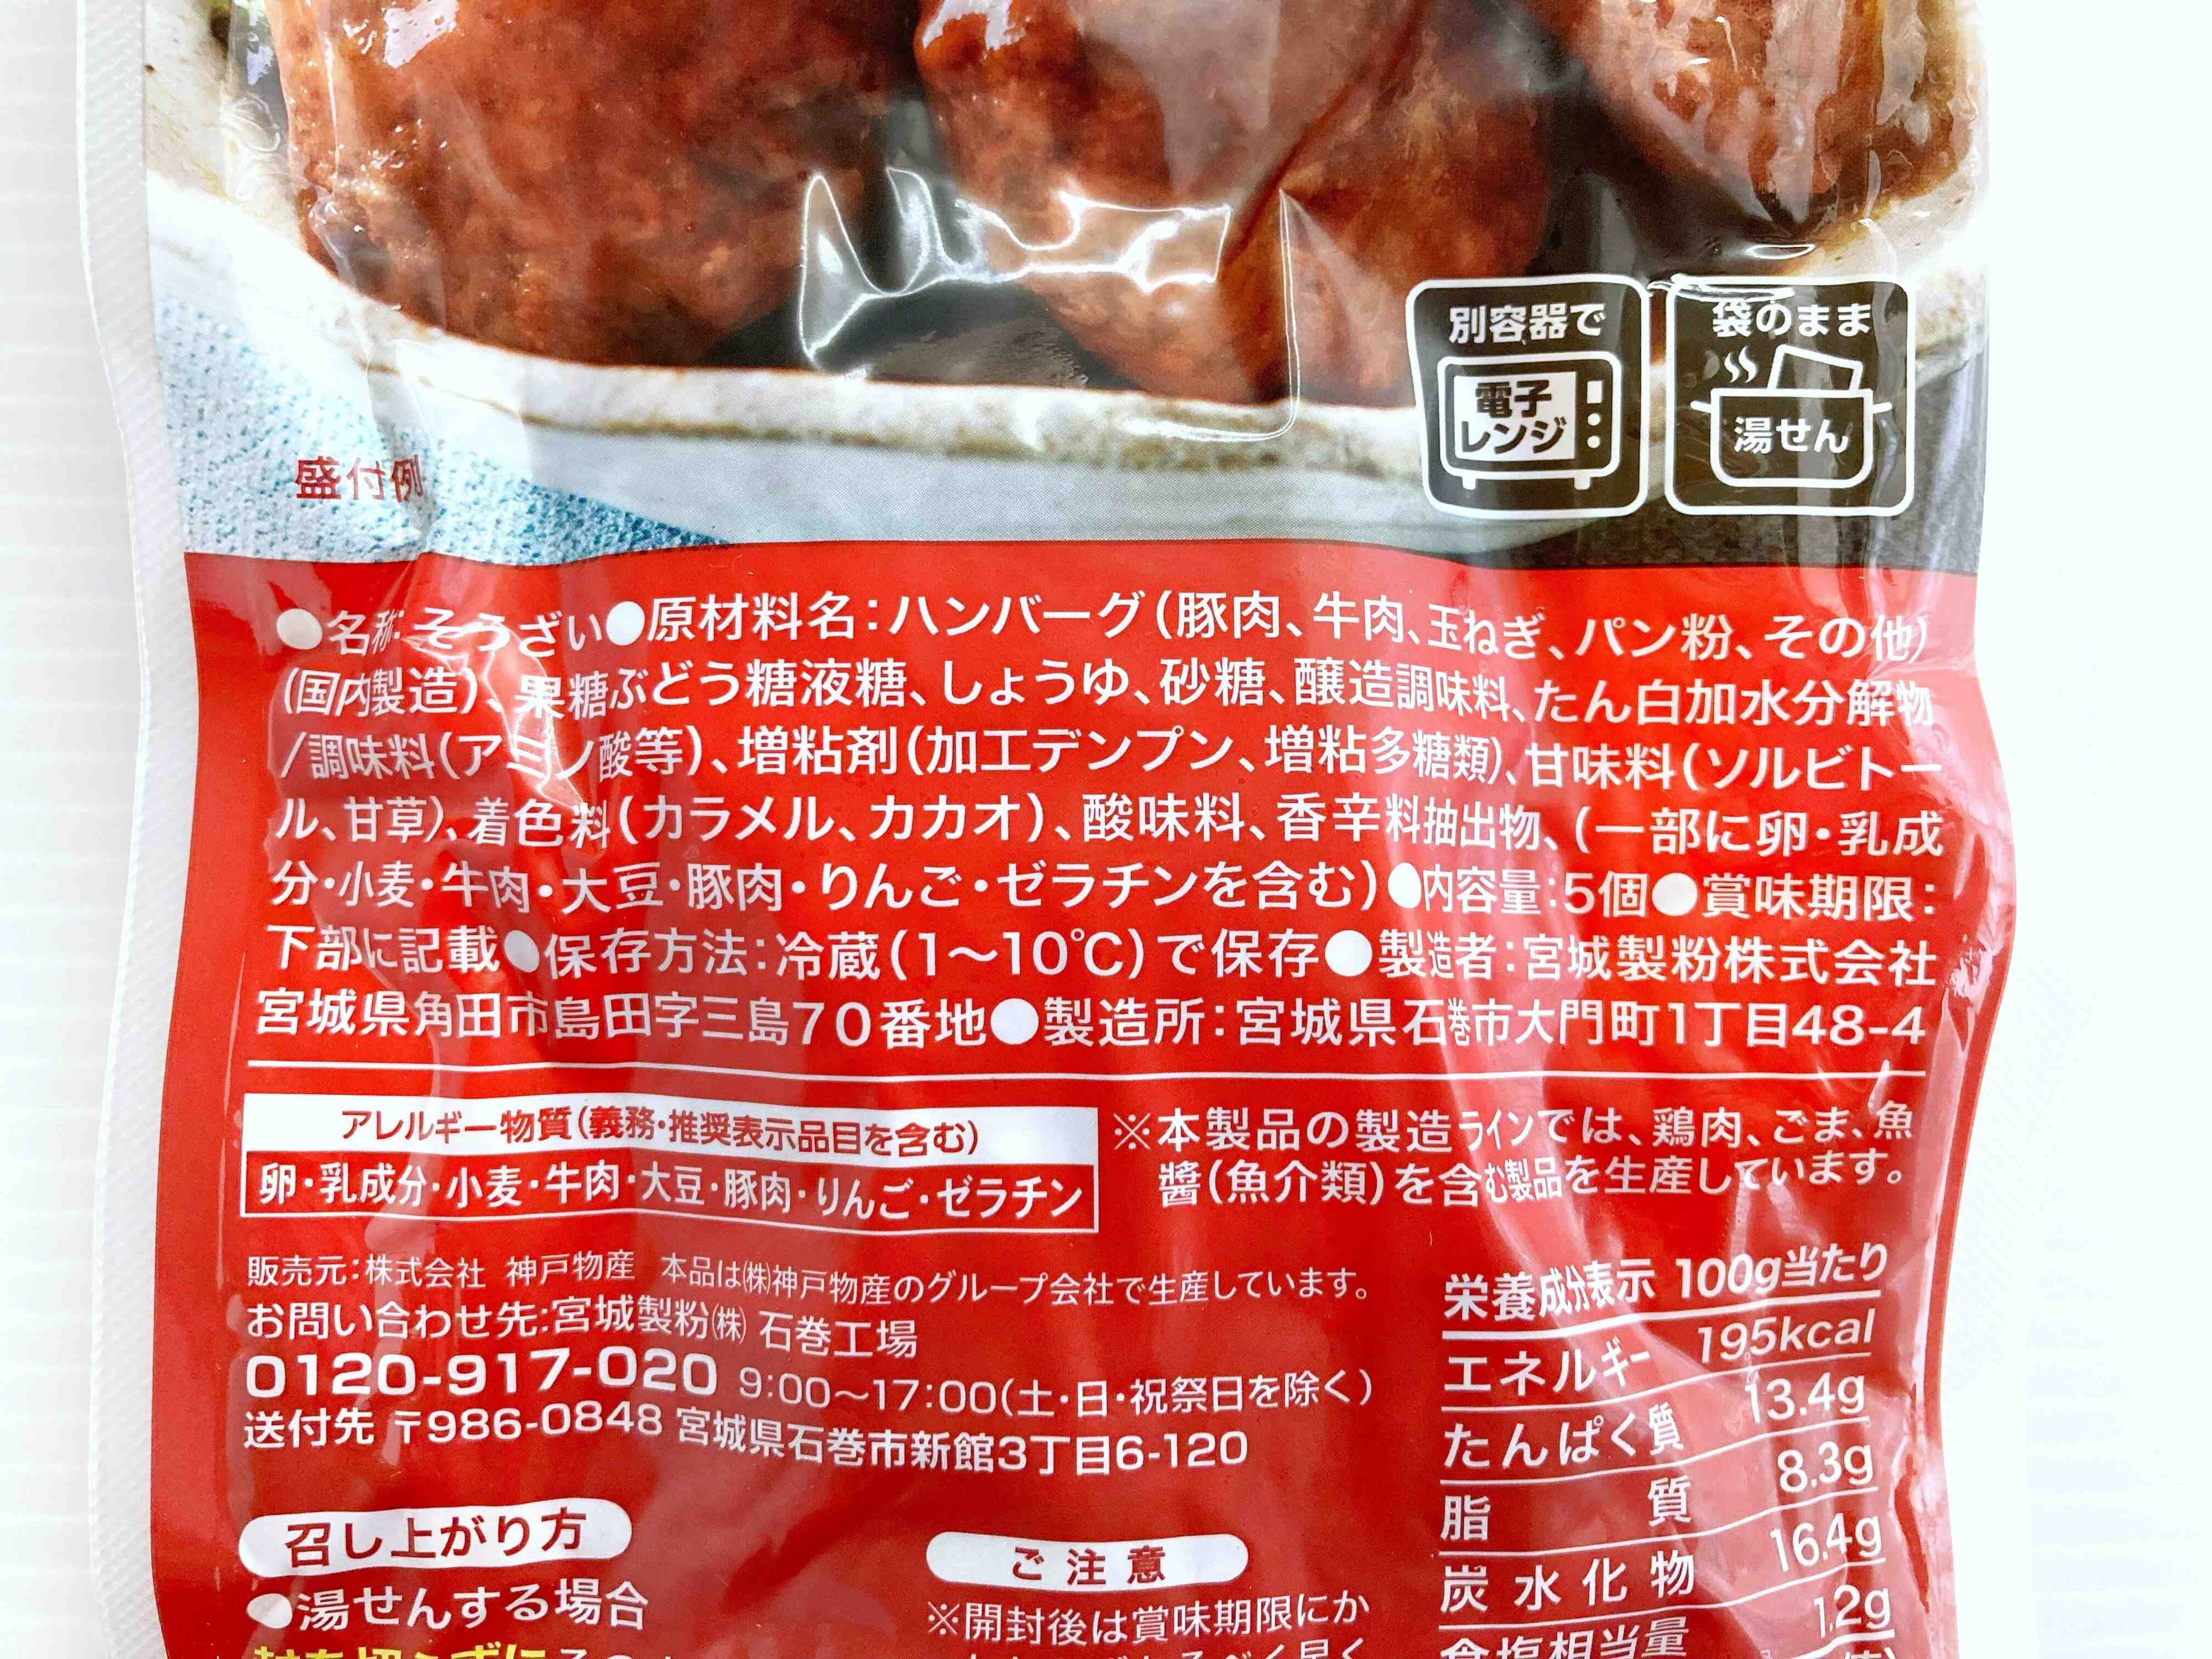 別容器で
電子
レンジ
袋のまま
湯せん
盛付例
●名称:そうざい●原材料名:ハンバーグ(豚肉、牛肉、玉ねぎ、パン粉、その他)
(国内製造)、果糖ぶどう糖液糖、しょうゆ、砂糖、醸造調味料、たん白加水分解物
/調味料(アミノ酸等)、増粘剤(加工デンプン、増粘多糖類)、甘味料(ソルビトー
ル、甘草)、着色料(カラメル、カカオ)、酸味料、香辛料抽出物、(一部に卵・乳成
分・小麦・牛肉・大豆・豚肉・りんご・ゼラチンを含む)●内容量:5個●賞味期限:
下部に記載●保存方法:冷蔵(1〜10℃)で保存●製造者:宮城製粉株式会社
宮城県角田市島田字三島70番地●製造所:宮城県石巻市大門町1丁目48-4
アレルギー物質(義務・推奨表示品目を含む)
卵・乳成分・小麦・牛肉・大豆・豚肉・りんご・ゼラチン
※本製品の製造ラインでは、鶏肉、ごま、魚
醬(魚介類)を含む製品を生産しています。
販売元:株式会社 神戸物産 本品は㈱神戸物産のグループ会社で生産しています。
お問い合わせ先:宮城製粉㈱ 石巻工場
0120-917-020 9:00〜17:00(土・日・祝祭日を除く)
送付先 〒986-0848 宮城県石巻市新館3丁目6-120
栄養成分表示 100g当たり
エネルギー 195kcal
たんぱく質 13.4g
脂質 8.3g
炭水化物 16.4g
食塩相当量 1.2g
召し上がり方
●湯せんする場合
封を切らずに
ご注意
※開封後は賞味期限にか